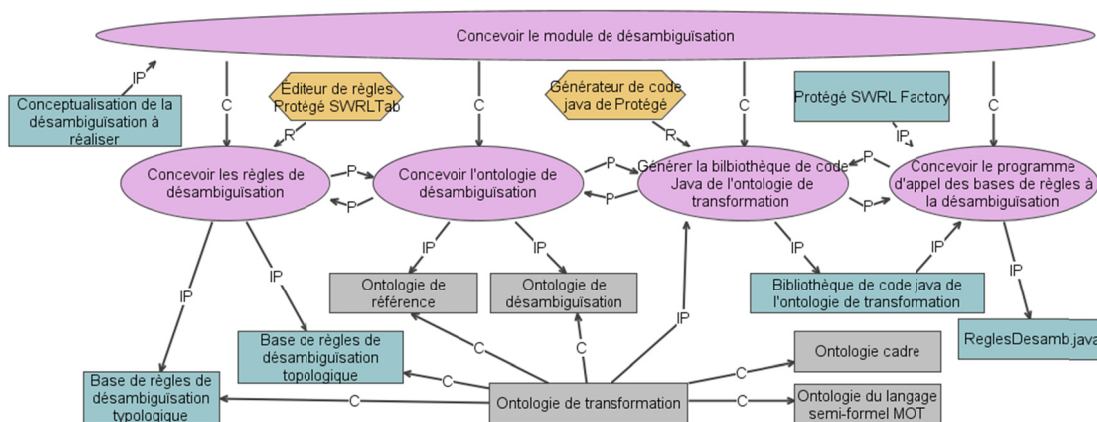 Concevoir le module de désambiguïsation
IP
Conceptualisation de la
désambiguïsation à
réaliser
C
Éditeur de règles
Protégé SWRLTab
R
C
Générateur de code
java de Protégé
R
C
Protégé SWRL Factory
IP
C
Concevoir les règles de
désambiguïsation
P
P
Concevoir l'ontologie de
désambiguïsation
P
P
Générer la bilbiothèque de code
Java de l'ontologie de
transformation
P
P
Concevoir le programme
d'appel des bases de règles à
la désambiguïsation
IP
IP
IP
IP
IP
IP
IP
IP
Ontologie de
référence
Ontologie de
désambiguïsation
Bibliothèque de code java de
l'ontologie de transformation
ReglesDesamb.java
Base de règles de
désambiguïsation
topologique
Base de règles de
désambiguïsation
typologique
C
C
C
C
C
C
Ontologie de transformation
Ontologie cadre
Ontologie du langage
semi-formel MOT